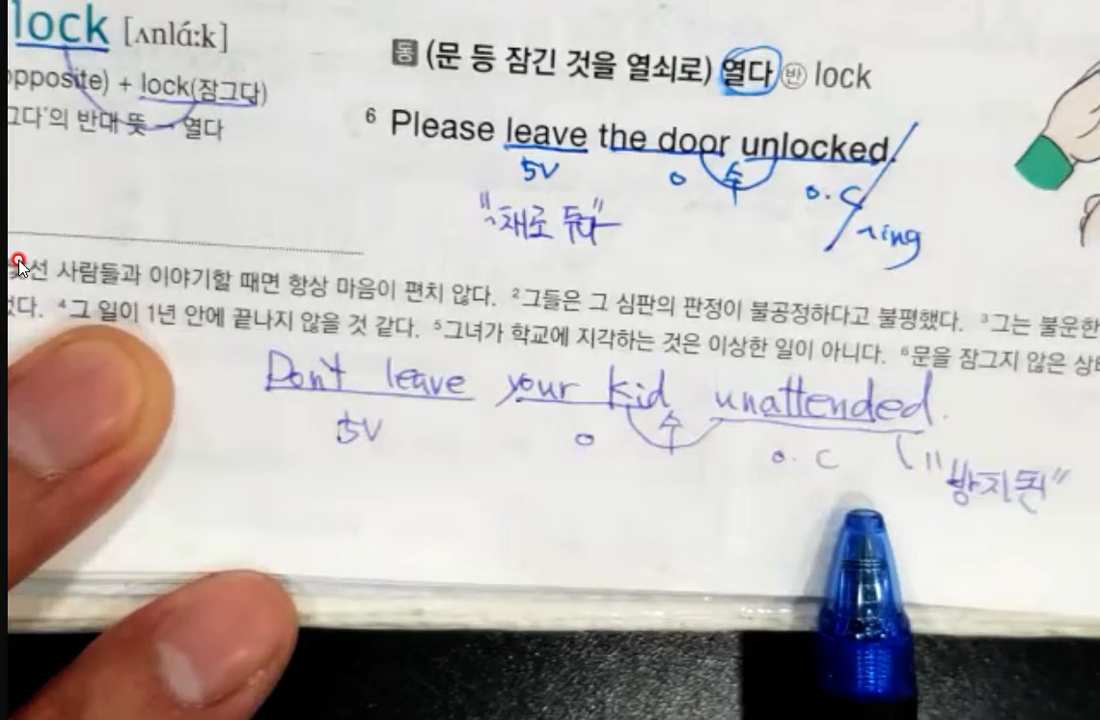 lock [ʌnlá:k]
opposite) + lock(잠그다)
그다'의 반대 뜻 → 열다
동 (문 등 잠긴 것을 열쇠로) 열다 반 lock
6 Please leave the door unlocked.
5V o 수 o.c
"~채로 두다"
~ing
선 사람들과 이야기할 때면 항상 마음이 편치 않다. 2그들은 그 심판의 판정이 불공정하다고 불평했다. 3그는 불운한
었다. 4그 일이 1년 안에 끝나지 않을 것 같다. 5그녀가 학교에 지각하는 것은 이상한 일이 아니다. 6문을 잠그지 않은
Don't leave your kid unattended.
5V o 수 o.c
"방치된"